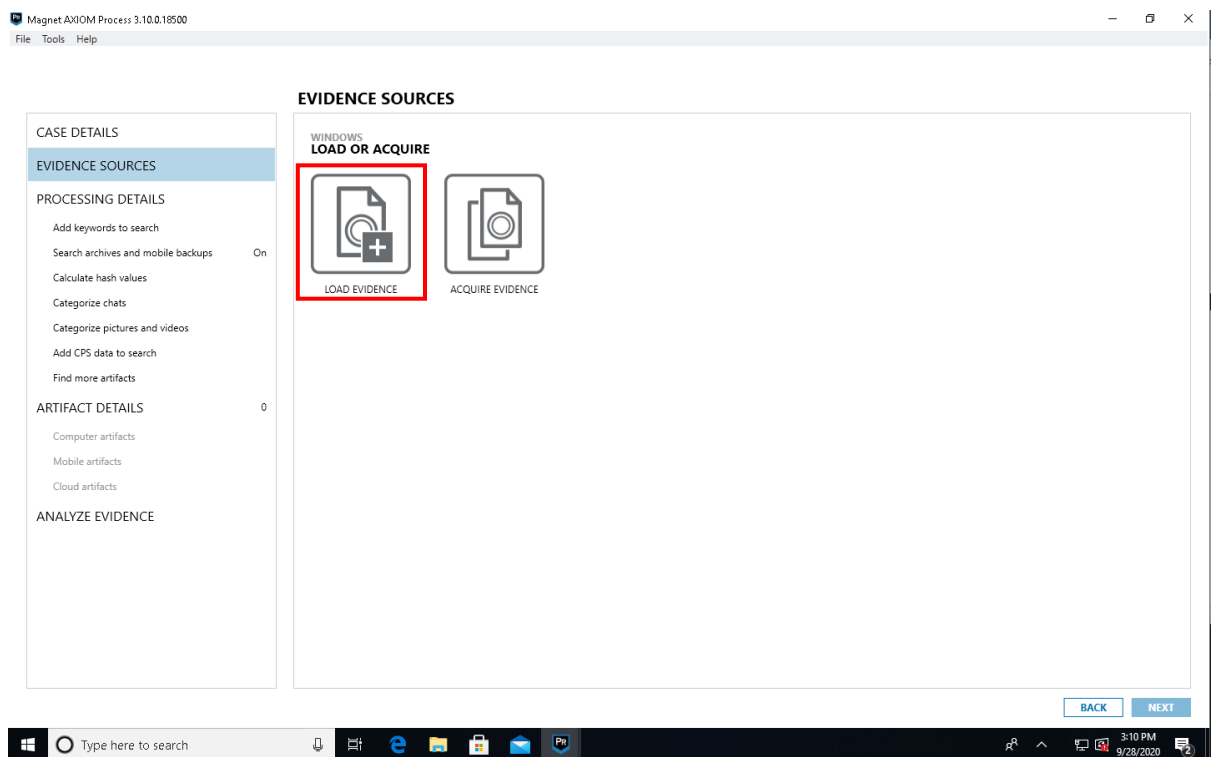 Magnet AXIOM Process 3.10.0.18500
File Tools Help
EVIDENCE SOURCES
CASE DETAILS
EVIDENCE SOURCES
PROCESSING DETAILS
Add keywords to search
Search archives and mobile backups On
Calculate hash values
Categorize chats
Categorize pictures and videos
Add CPS data to search
Find more artifacts
ARTIFACT DETAILS 0
Computer artifacts
Mobile artifacts
Cloud artifacts
ANALYZE EVIDENCE
WINDOWS
LOAD OR ACQUIRE
LOAD EVIDENCE ACQUIRE EVIDENCE
BACK NEXT
Type here to search
PR
3:10 PM
9/28/2020
2